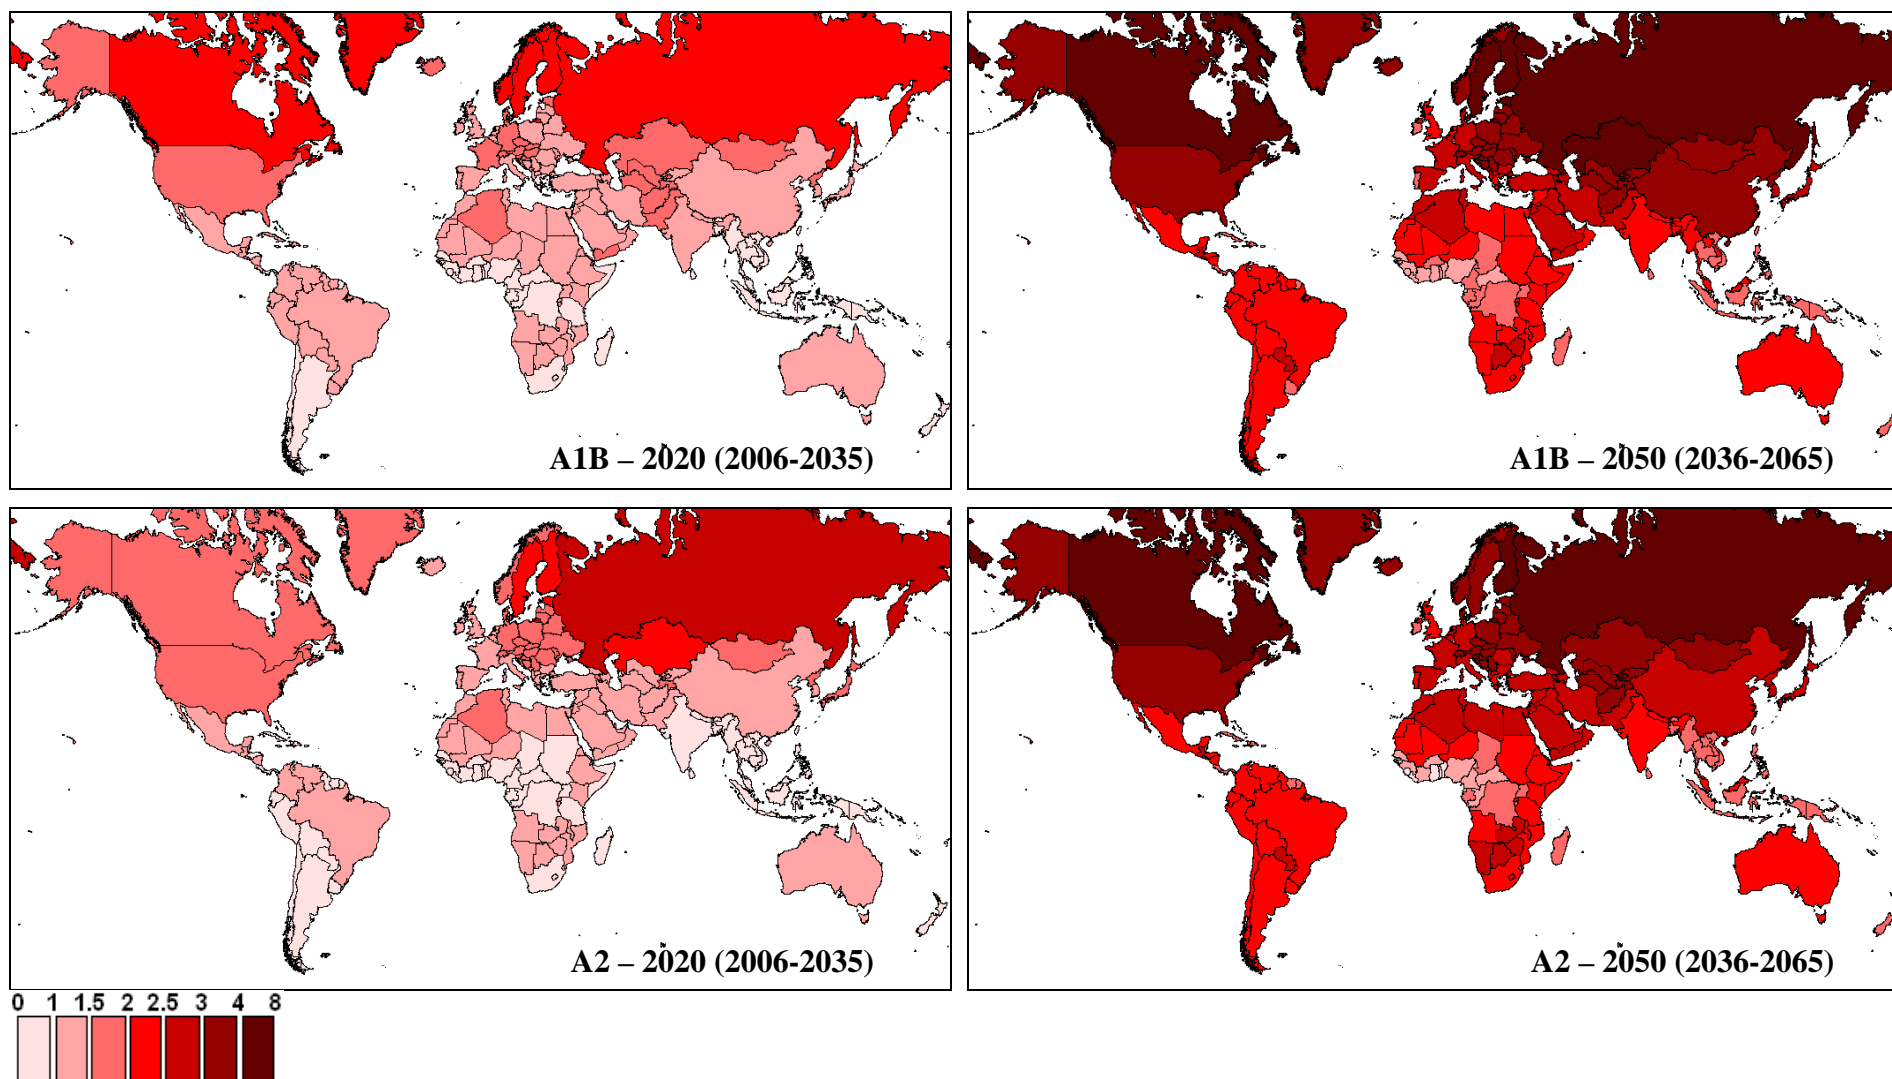 A1B – 2020 (2006-2035)
A1B – 2050 (2036-2065)
A2 – 2020 (2006-2035)
A2 – 2050 (2036-2065)
0 1 1.5 2 2.5 3 4 8